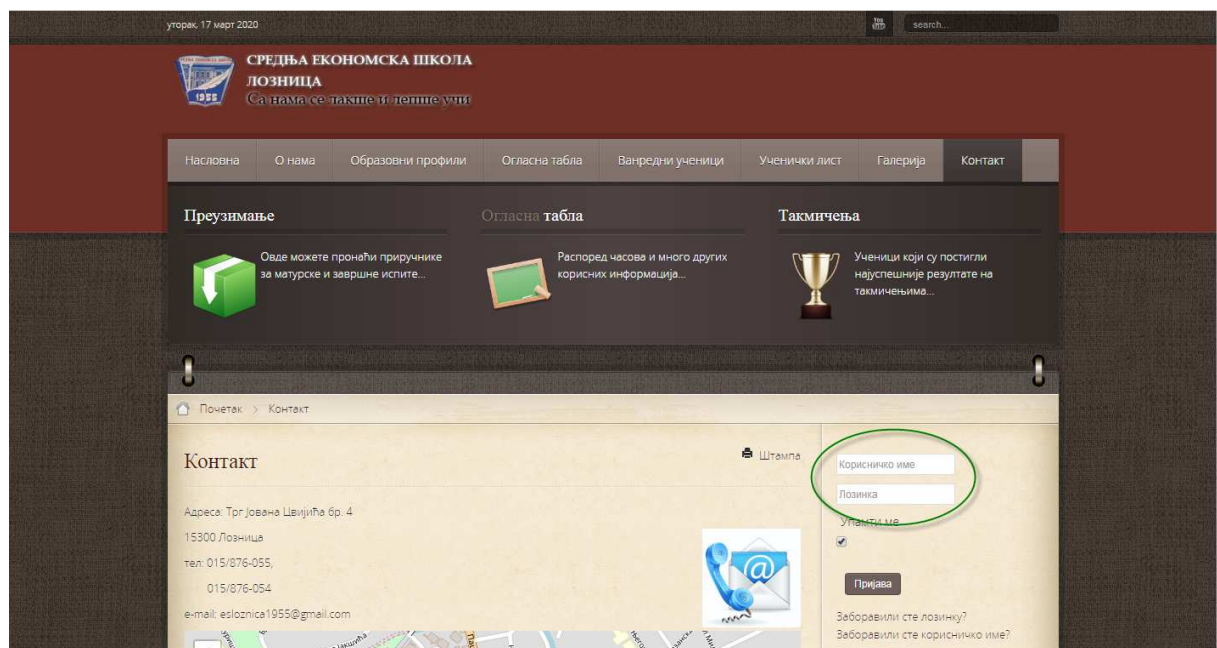 уторак, 17 март 2020
You
Tube
search...
СРЕДЊА ЕКОНОМСКА ШКОЛА
ЛОЗНИЦА
Са нама се лакше и лепше учи
1955
Насловна
О нама
Образовни профили
Огласна табла
Ванредни ученици
Ученички лист
Галерија
Контакт
Преузимање
Овде можете пронаћи приручнике
за матурске и завршне испите...
Огласна табла
Распоред часова и много других
корисних информација...
Такмичења
Ученици који су постигли
најуспешније резултате на
такмичењима...
Почетак > Контакт
Контакт
Штампа
Адреса: Трг Јована Цвијића бр. 4
15300 Лозница
тел: 015/876-055,
015/876-054
e-mail: esloznica1955@gmail.com
@
Корисничко име
Лозинка
Упамти ме
Пријава
Заборавили сте лозинку?
Заборавили сте корисничко име?